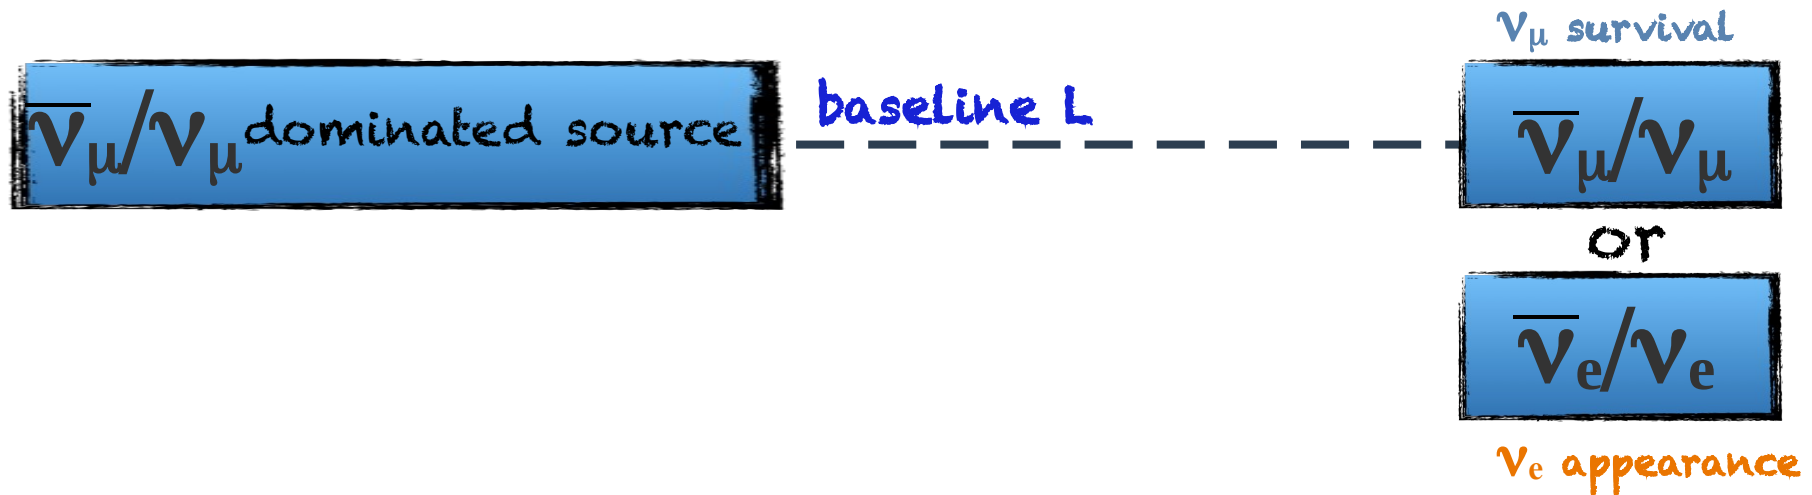 ν̅μ/νμ dominated source
baseline L
νμ survival
ν̅μ/νμ
or
ν̅e/νe
νe appearance